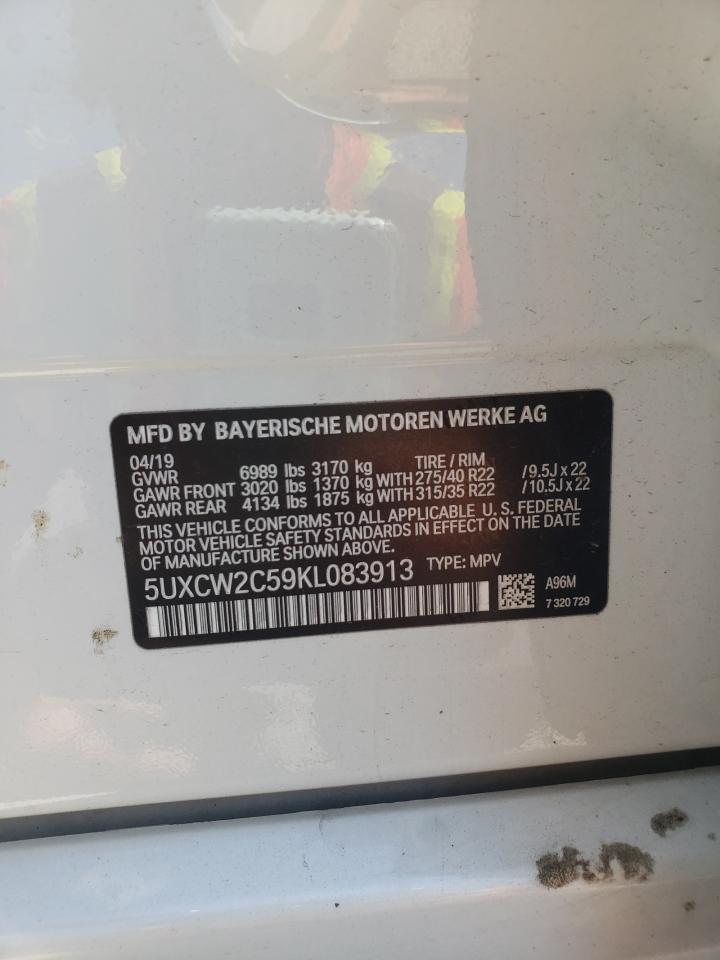 MFD BY BAYERISCHE MOTOREN WERKE AG
04/19 TIRE / RIM
GVWR 6989 lbs 3170 kg
GAWR FRONT 3020 lbs 1370 kg WITH 275/40 R22 / 9.5J x 22
GAWR REAR 4134 lbs 1875 kg WITH 315/35 R22 / 10.5J x 22
THIS VEHICLE CONFORMS TO ALL APPLICABLE U.S. FEDERAL
MOTOR VEHICLE SAFETY STANDARDS IN EFFECT ON THE DATE
OF MANUFACTURE SHOWN ABOVE.
5UXCW2C59KL083913 TYPE: MPV
A96M
7 320 729